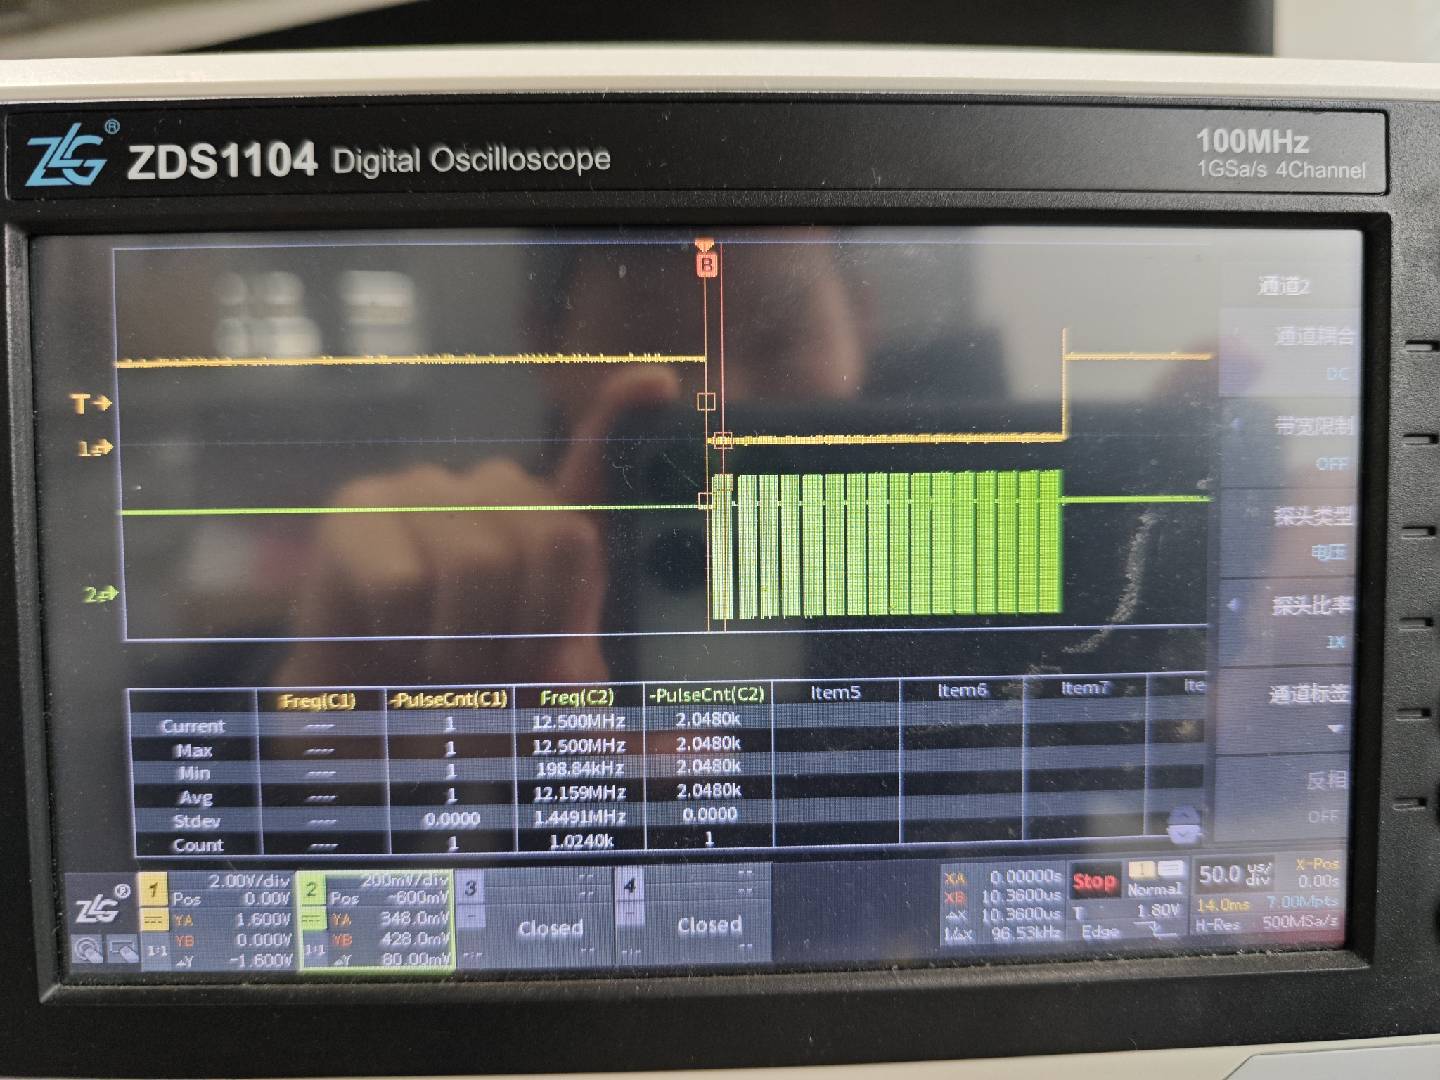 ZLG® ZDS1104 Digital Oscilloscope
100MHz
1GSa/s 4Channel
B
T
1
2
通道2
通道耦合
DC
带宽限制
OFF
探头类型
电压
探头比率
1X
通道标签
反相
OFF
Freq(C1) -PulseCnt(C1) Freq(C2) -PulseCnt(C2) Item5 Item6 Item7 Ite
Current ---- 1 12.500MHz 2.0480k
Max ---- 1 12.500MHz 2.0480k
Min ---- 1 198.84kHz 2.0480k
Avg ---- 1 12.159MHz 2.0480k
Stdev ---- 0.0000 1.4491MHz 0.0000
Count ---- 1 1.0240k 1
ZLG®
1 2.00V/div
Pos 0.00V
YA 1.600V
YB 0.000V
1:1 ⊿Y -1.600V
2 200mV/div
Pos -600mV
YA 348.0mV
YB 428.0mV
1:1 ⊿Y 80.00mV
3 --
Closed
--
4 --
Closed
--
XA 0.00000s
XB 10.3600us
⊿X 10.3600us
1/⊿X 96.53kHz
Stop 1
Normal
T 1.80V
Edge
50.0 us/div
X-Pos
0.00s
14.0ms 7.00Mpts
H-Res 500MSa/s